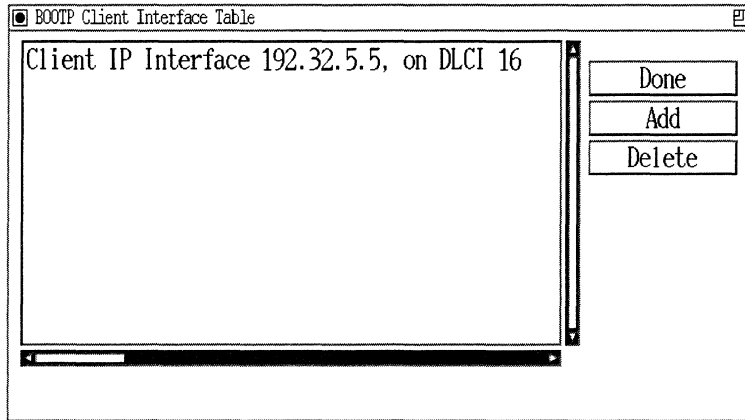 BOOTP Client Interface Table
Client IP Interface 192.32.5.5, on DLCI 16
Done
Add
Delete